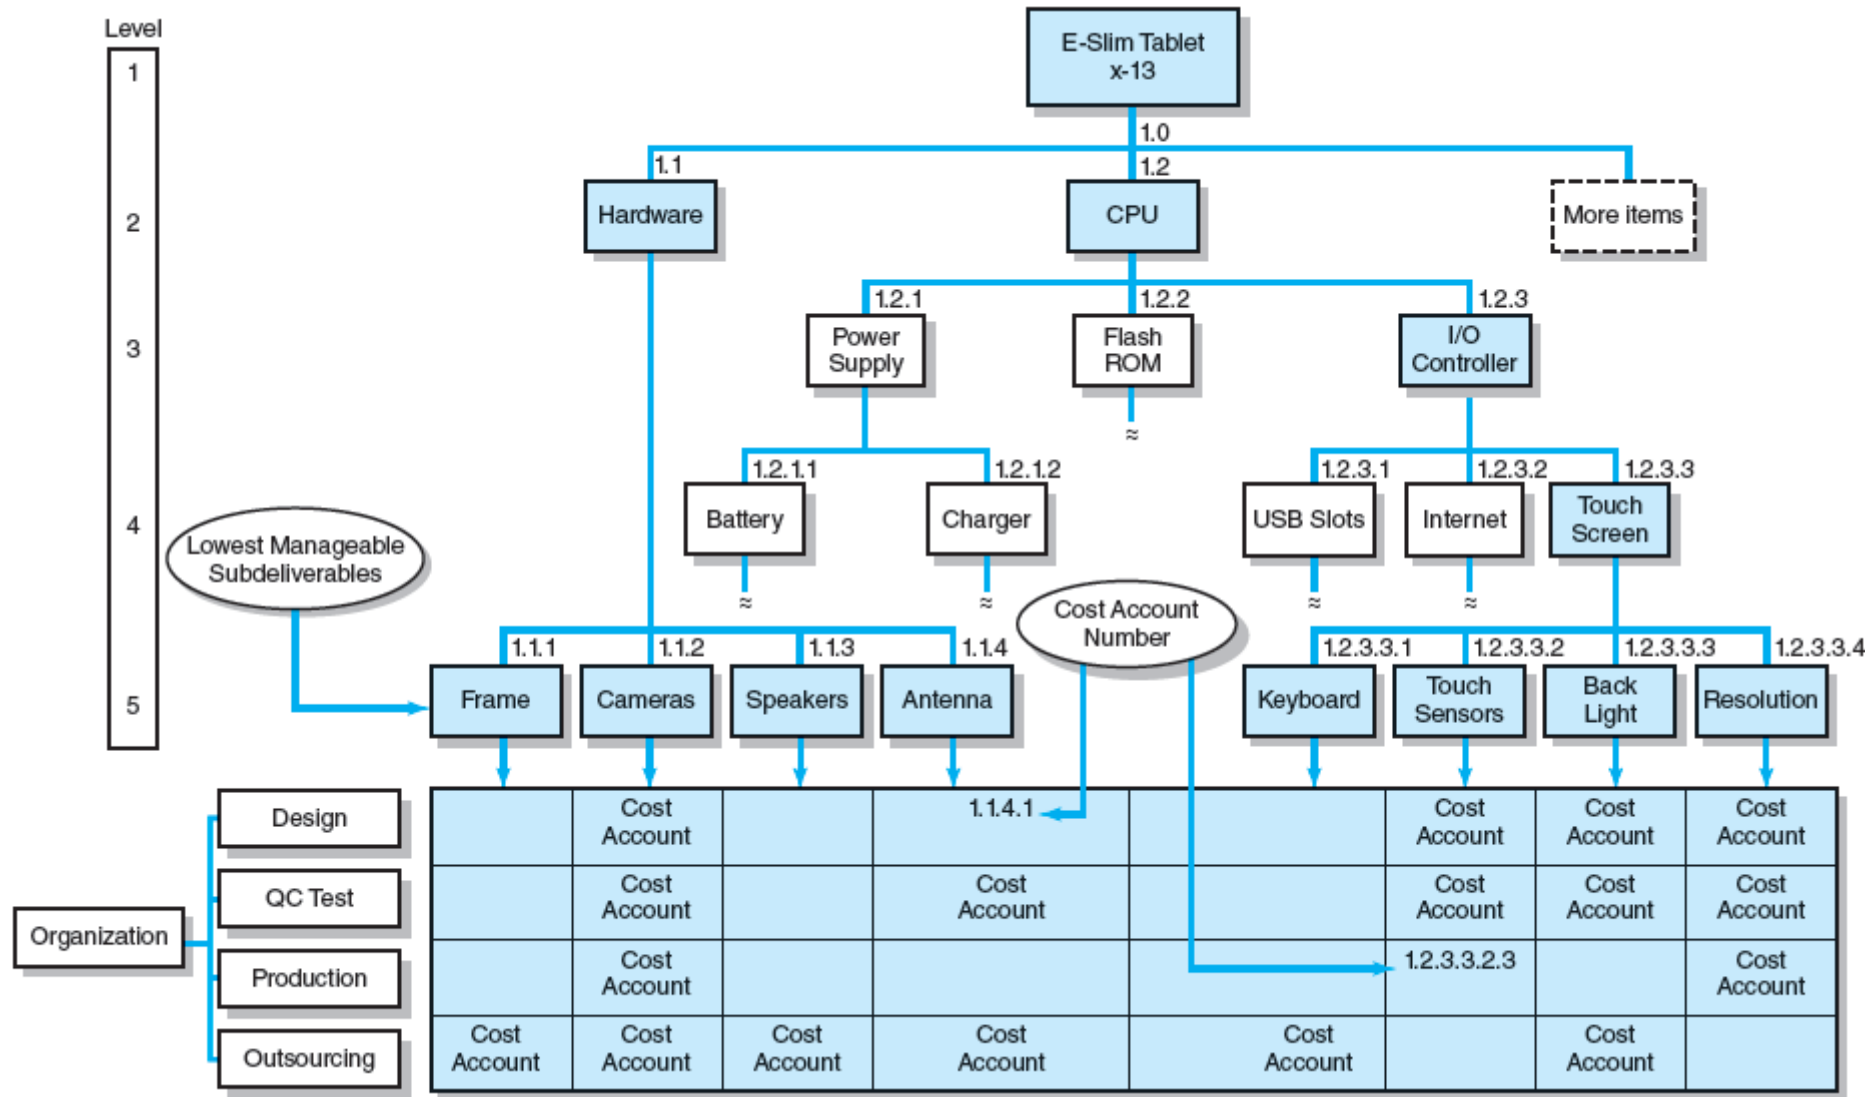 Level
1
E-Slim Tablet
x-13
1.0
1.1
1.2
2
Hardware
CPU
More items
1.2.1
1.2.2
1.2.3
3
Power
Supply
Flash
ROM
I/O
Controller
≈
1.2.1.1
1.2.1.2
1.2.3.1
1.2.3.2
1.2.3.3
4
Battery
Charger
USB Slots
Internet
Touch
Screen
Lowest Manageable
Subdeliverables
≈
≈
≈
≈
Cost Account
Number
1.1.1
1.1.2
1.1.3
1.1.4
1.2.3.3.1
1.2.3.3.2
1.2.3.3.3
1.2.3.3.4
5
Frame
Cameras
Speakers
Antenna
Keyboard
Touch
Sensors
Back
Light
Resolution
Organization
Design
Cost
Account
1.1.4.1
Cost
Account
Cost
Account
Cost
Account
QC Test
Cost
Account
Cost
Account
Cost
Account
Cost
Account
Cost
Account
Production
Cost
Account
1.2.3.3.2.3
Cost
Account
Outsourcing
Cost
Account
Cost
Account
Cost
Account
Cost
Account
Cost
Account
Cost
Account